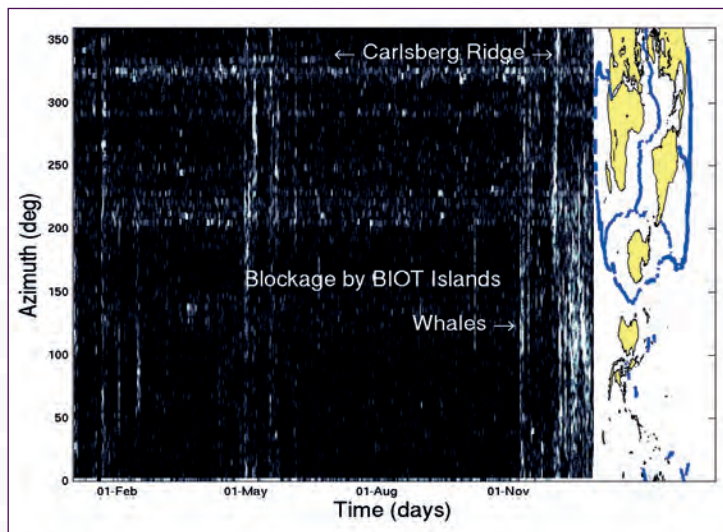 ← Carlsberg Ridge →
Blockage by BIOT Islands
Whales →
Azimuth (deg)
350
300
250
200
150
100
50
0
01-Feb 01-May 01-Aug 01-Nov
Time (days)